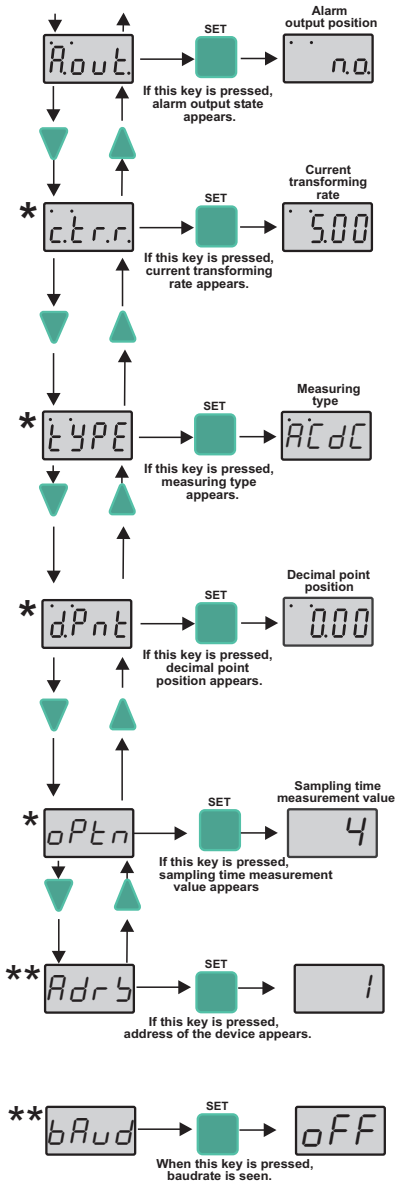 Alarm
output position
SET
A.out.
n.o.
If this key is pressed,
alarm output state
appears.
Current
transforming
rate
SET
* c.t.r.r.
5.00
If this key is pressed,
current transforming
rate appears.
Measuring
type
SET
* tYPE
ACdC
If this key is pressed,
measuring type
appears.
Decimal point
position
SET
* d.Pnt
0.00
If this key is pressed,
decimal point
position appears.
Sampling time
measurement value
SET
* oPtn
4
If this key is pressed,
sampling time measurement
value appears
SET
** Adrs
1
If this key is pressed,
address of the device appears.
SET
** bAud
oFF
When this key is pressed,
baudrate is seen.